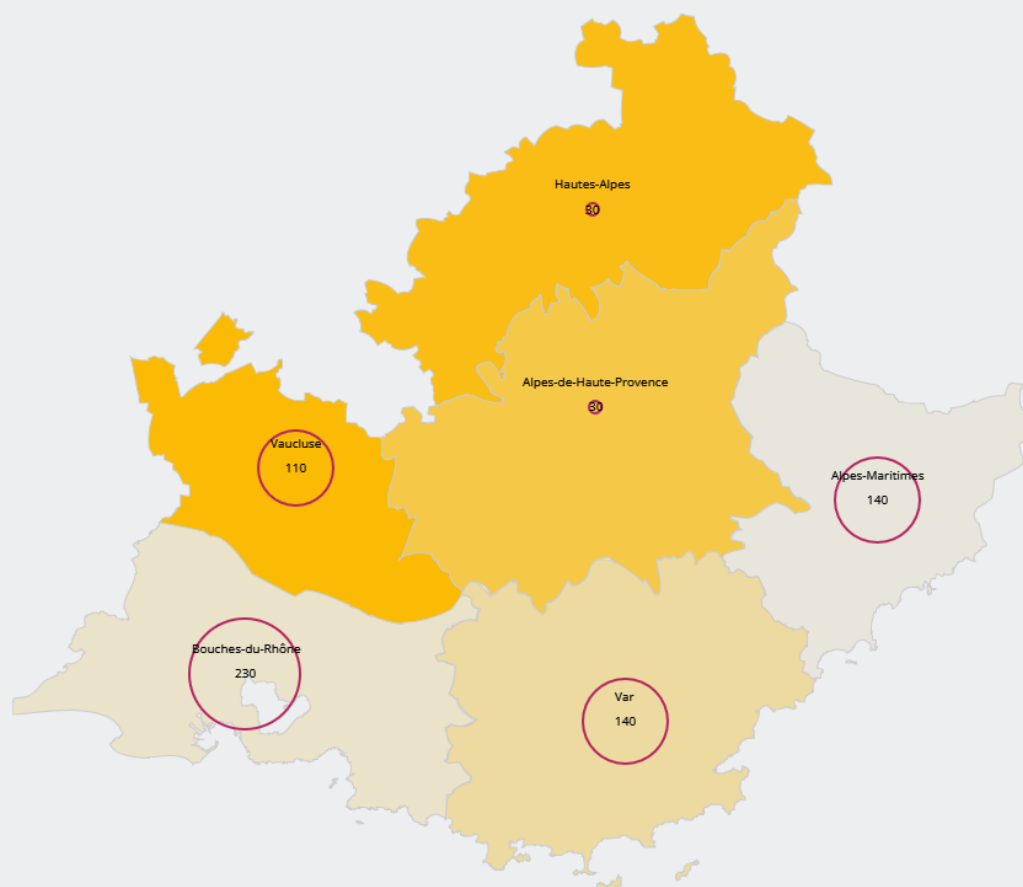 Hautes-Alpes
30
Alpes-de-Haute-Provence
30
Vaucluse
110
Alpes-Maritimes
140
Bouches-du-Rhône
230
Var
140